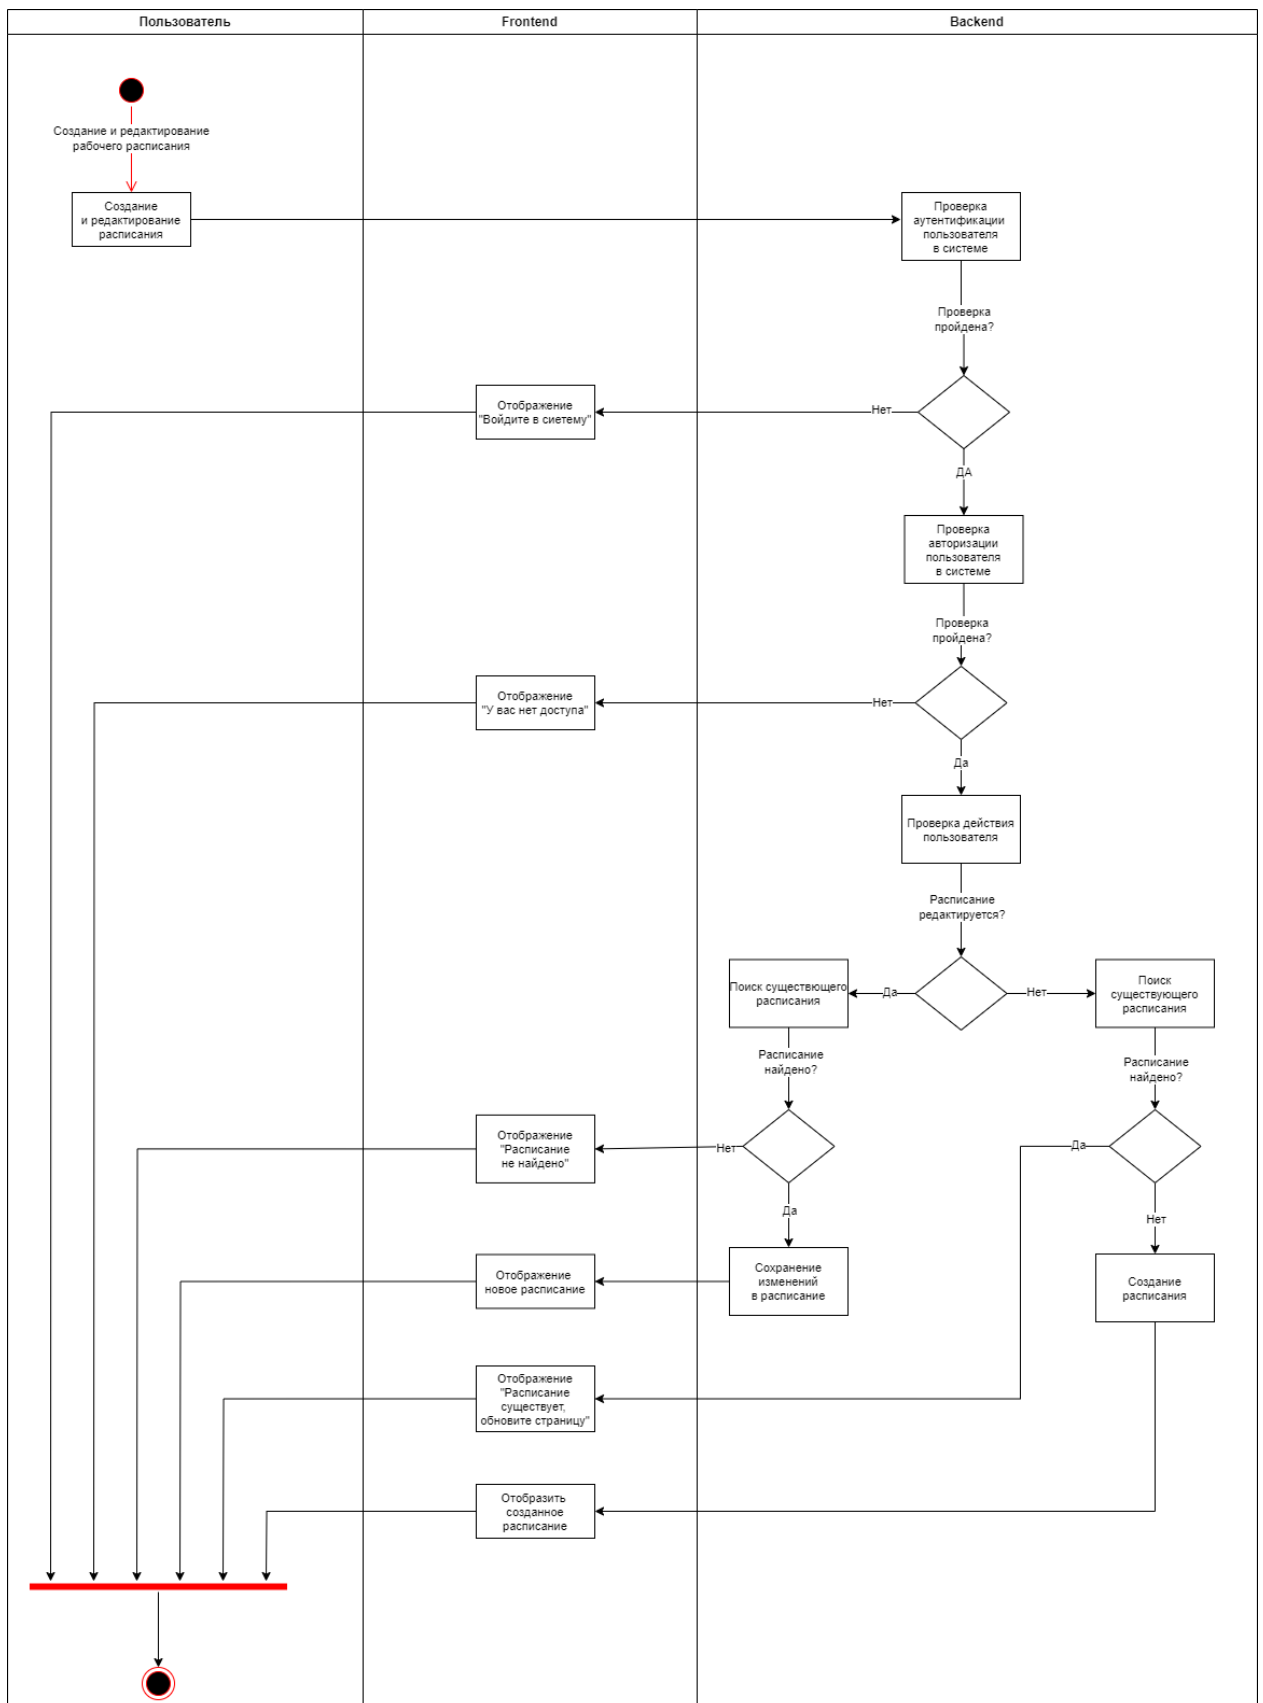 Пользователь
Frontend
Backend
Создание и редактирование
рабочего расписания
Создание
и редактирование
расписания
Проверка
аутентификации
пользователя
в системе
Проверка
пройдена?
Отображение
"Войдите в сиетему"
Нет
ДА
Проверка
авторизации
пользователя
в системе
Проверка
пройдена?
Отображение
"У вас нет доступа"
Нет
Да
Проверка действия
пользователя
Расписание
редактируется?
Поиск существющего
расписания
Да
Нет
Поиск
существующего
расписания
Расписание
найдено?
Расписание
найдено?
Отображение
"Расписание
не найдено"
Нет
Да
Да
Нет
Отображение
новое расписание
Сохранение
изменений
в расписание
Создание
расписания
Отображение
"Расписание
существует,
обновите страницу"
Отобразить
созданное
расписание